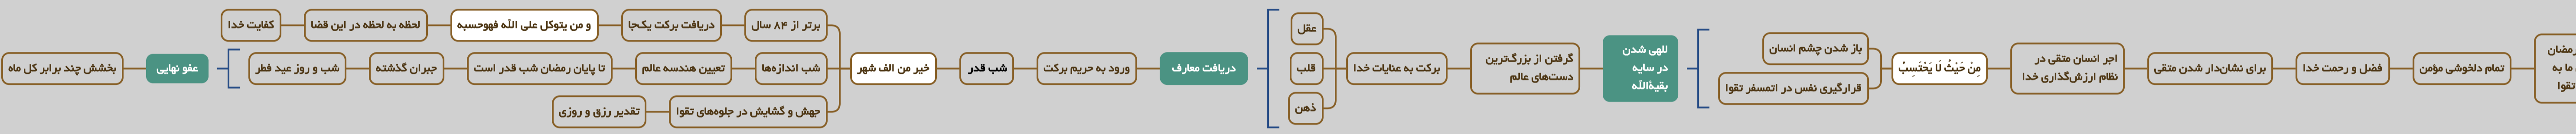 رمضان
ما به
تقوا
تمام دلخوشی مؤمن
فضل و رحمت خدا
برای نشان‌دار شدن متقی
اجر انسان متقی در
نظام ارزش‌گذاری خدا
مِنْ حَيْثُ لَا يَحْتَسِبُ
باز شدن چشم انسان
قرارگیری نفس در اتمسفر تقوا
للهی شدن
در سایه
بقیةالله
گرفتن از بزرگ‌ترین
دست‌های عالم
برکت به عنایات خدا
عقل
قلب
ذهن
دریافت معارف
ورود به حریم برکت
شب قدر
خیر من الف شهر
برتر از ۸۴ سال
دریافت برکت یک‌جا
و من یتوکل علی الله فهوحسبه
لحظه به لحظه در این فضا
کفایت خدا
شب اندازه‌ها
تعیین هندسه عالم
تا پایان رمضان شب قدر است
جبران گذشته
شب و روز عید فطر
جهش و گشایش در جلوه‌های تقوا
تقدیر رزق و روزی
عفو نهایی
بخشش چند برابر کل ماه